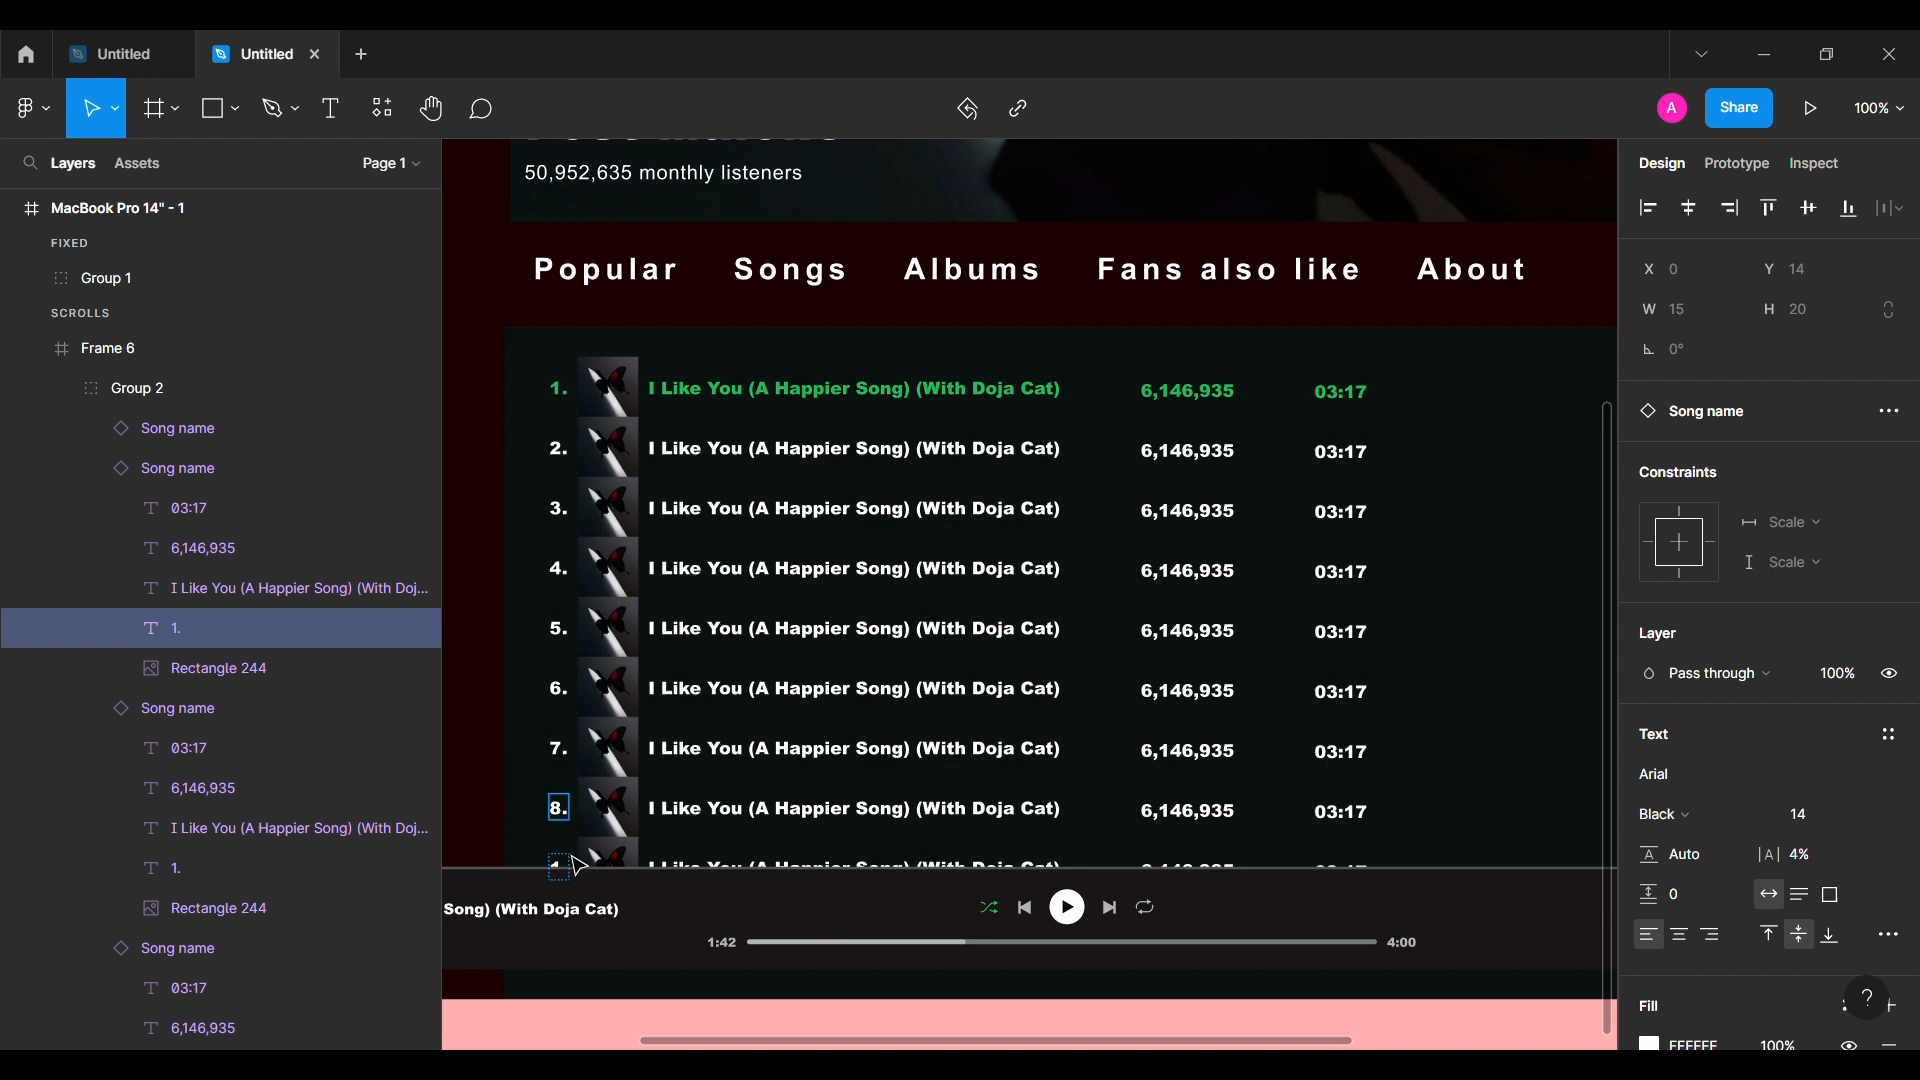 Untitled
Untitled
A
Share
100%
Layers
Assets
Page 1
MacBook Pro 14" - 1
FIXED
Group 1
SCROLLS
Frame 6
Group 2
Song name
Song name
03:17
6,146,935
I Like You (A Happier Song) (With Doj...
1.
Rectangle 244
Song name
03:17
6,146,935
I Like You (A Happier Song) (With Doj...
1.
Rectangle 244
Song name
03:17
6,146,935
50,952,635 monthly listeners
Popular Songs Albums Fans also like About
1. I Like You (A Happier Song) (With Doja Cat) 6,146,935 03:17
2. I Like You (A Happier Song) (With Doja Cat) 6,146,935 03:17
3. I Like You (A Happier Song) (With Doja Cat) 6,146,935 03:17
4. I Like You (A Happier Song) (With Doja Cat) 6,146,935 03:17
5. I Like You (A Happier Song) (With Doja Cat) 6,146,935 03:17
6. I Like You (A Happier Song) (With Doja Cat) 6,146,935 03:17
7. I Like You (A Happier Song) (With Doja Cat) 6,146,935 03:17
8. I Like You (A Happier Song) (With Doja Cat) 6,146,935 03:17
Song) (With Doja Cat)
1:42 4:00
Design Prototype Inspect
X 0 Y 14
W 15 H 20
0°
Song name
Constraints
Scale
Scale
Layer
Pass through 100%
Text
Arial
Black 14
Auto |A| 4%
0
Fill
?
FFFFFF 100%